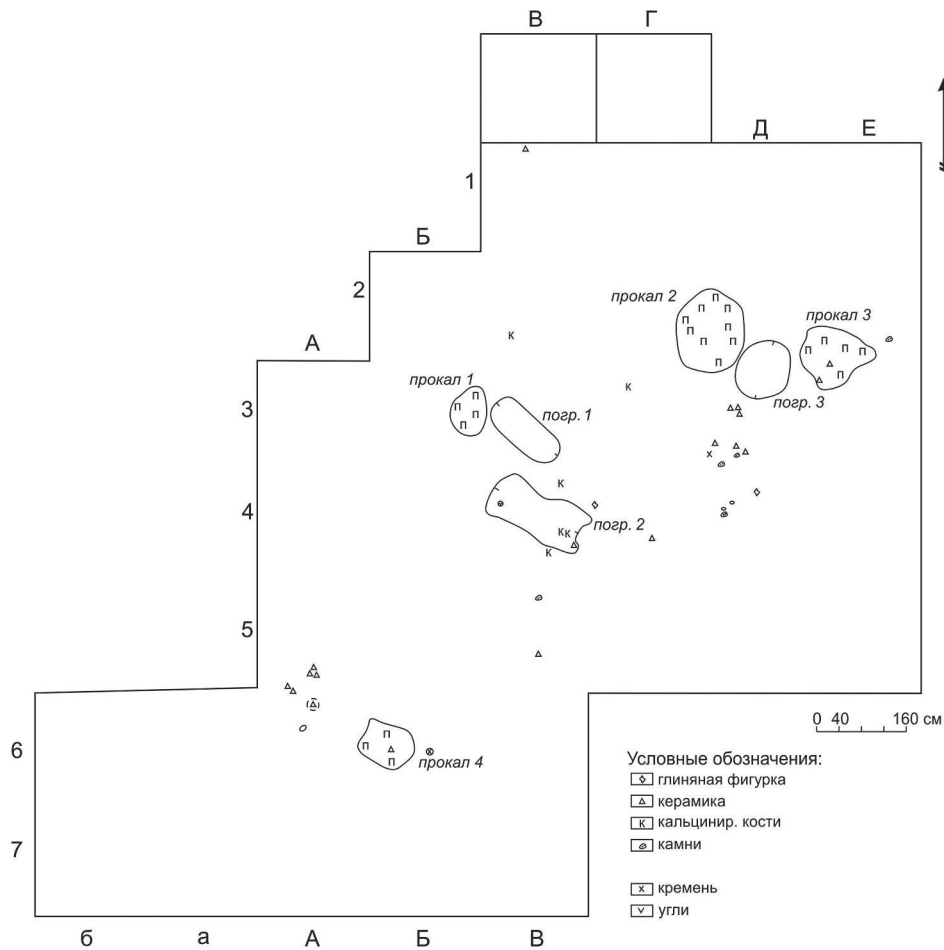 В Г
Д Е
1
Б
2
А
прокал 2
прокал 3
П П П П П П П П П
К
П П П П П
прокал 1
К
погр. 3
3
П П П П
погр. 1
х
К
4
погр. 2
КК
К
5
0 40 160 см
6
П П П
прокал 4
Условные обозначения:
глиняная фигурка
керамика
К кальцинир. кости
камни
7
х кремень
угли
б а А Б В